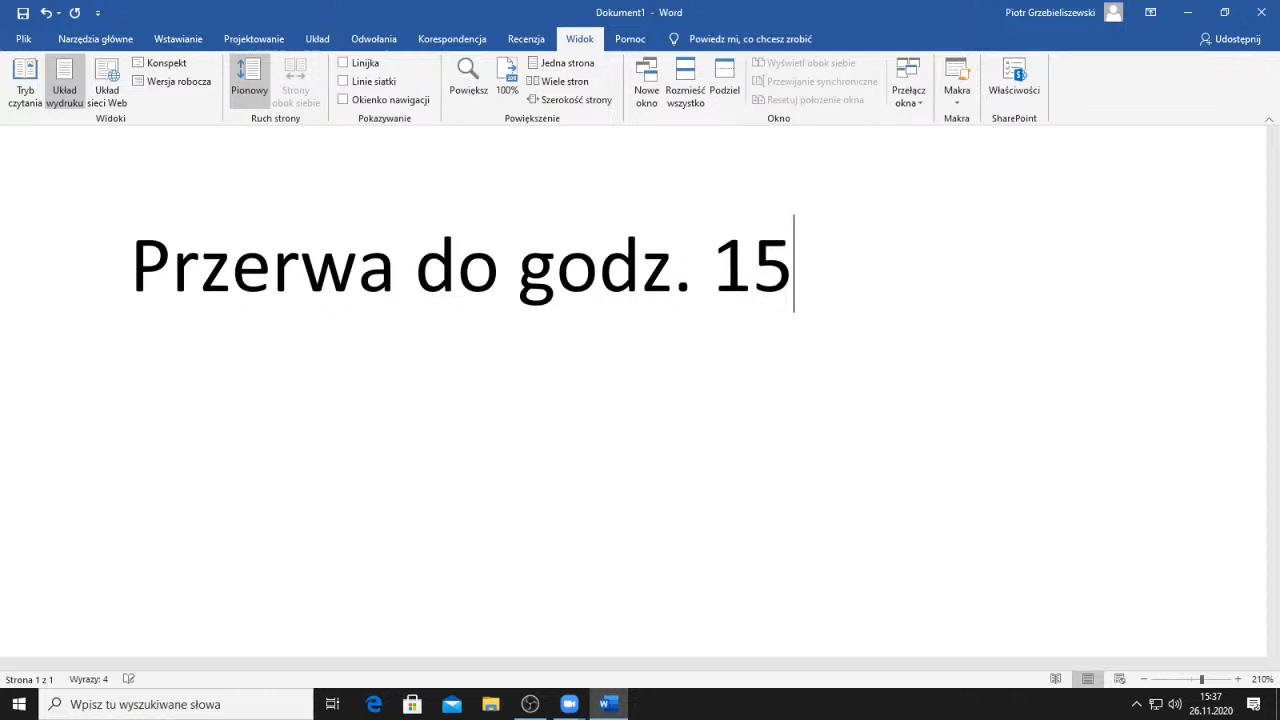 Dokument1 - Word
Piotr Grzebieliszewski
Plik Narzędzia główne Wstawianie Projektowanie Układ Odwołania Korespondencja Recenzja Widok Pomoc Powiedz mi, co chcesz zrobić Udostępnij
Tryb czytania
Układ wydruku
Układ sieci Web
Konspekt
Wersja robocza
Widoki
Pionowy
Strony obok siebie
Ruch strony
Linijka
Linie siatki
Okienko nawigacji
Pokazywanie
Powiększ
100%
Jedna strona
Wiele stron
Szerokość strony
Powiększenie
Nowe okno
Rozmieść wszystko
Podziel
Wyświetl obok siebie
Przewijanie synchroniczne
Resetuj położenie okna
Przełącz okna
Okno
Makra
Makra
Właściwości
SharePoint
Przerwa do godz. 15
Strona 1 z 1 Wyrazy: 4 210%
Wpisz tu wyszukiwane słowa
15:37
26.11.2020